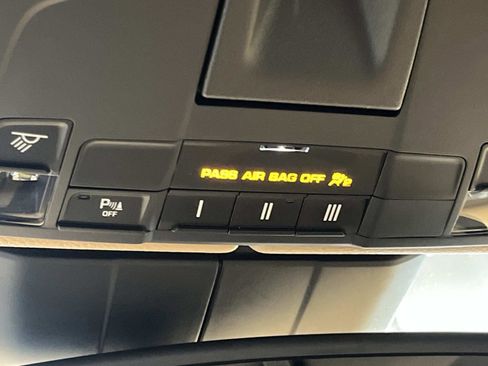 PASS AIR BAG OFF
P OFF
I II III